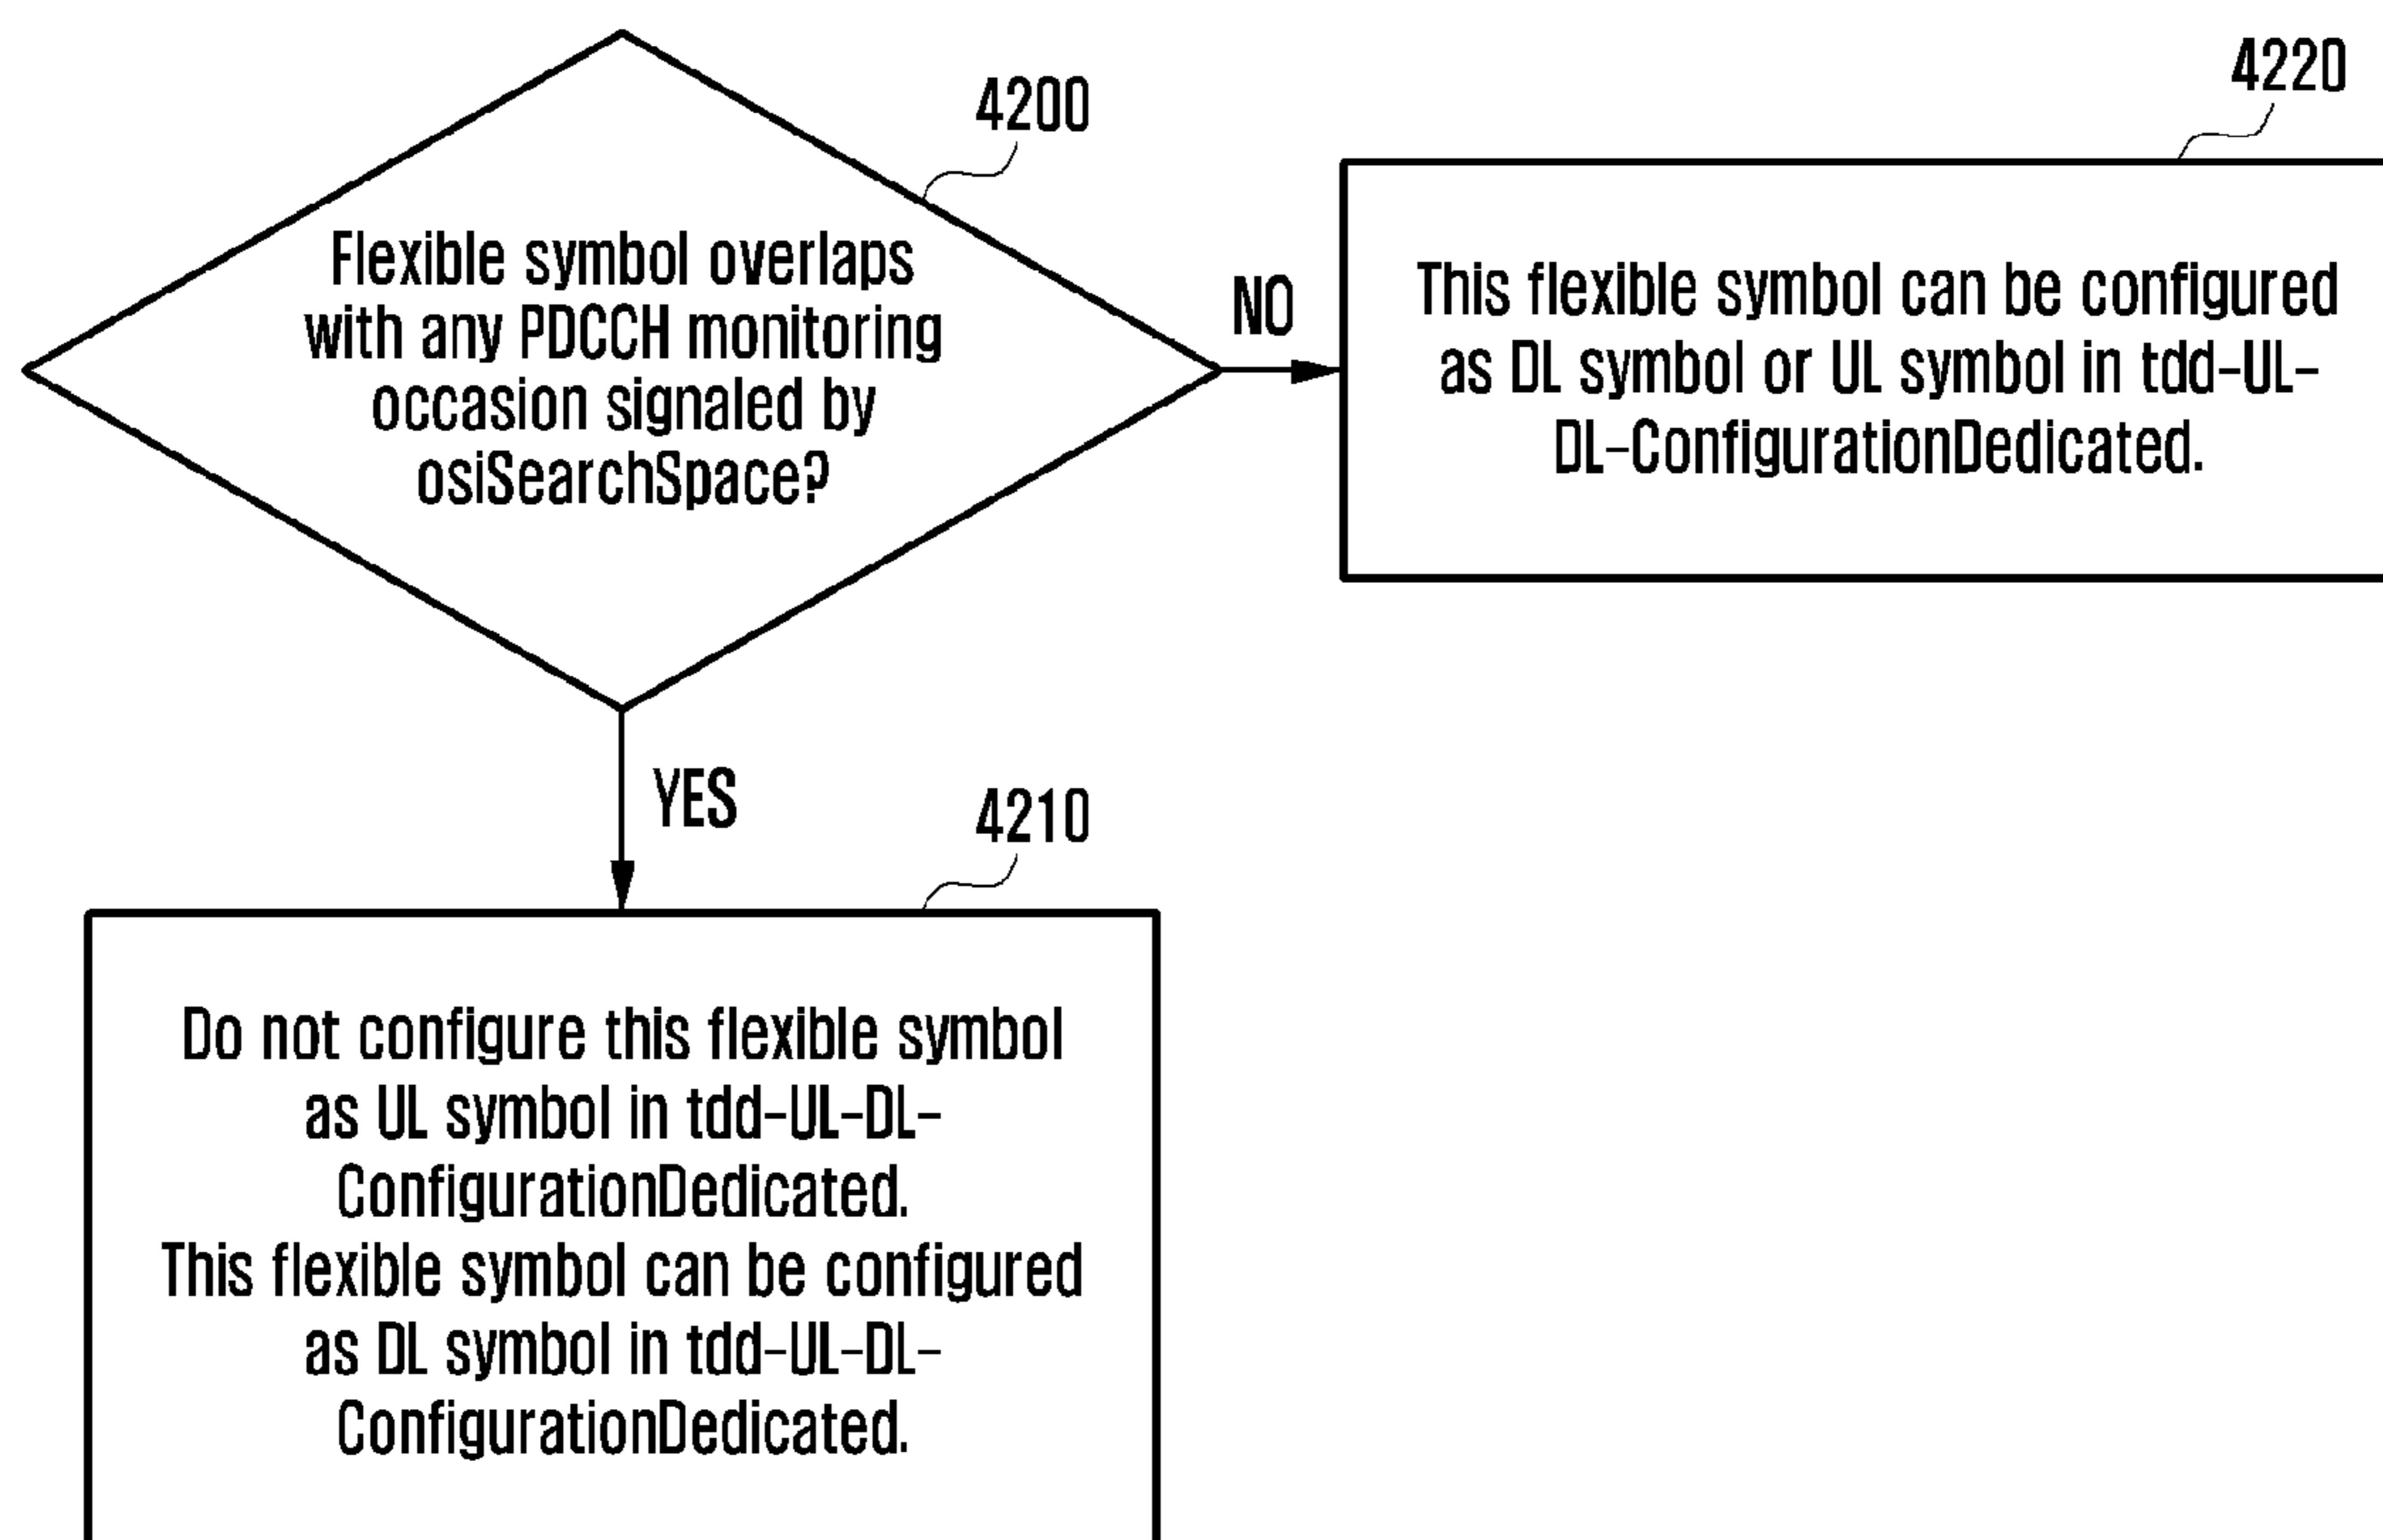 4200
Flexible symbol overlaps
with any PDCCH monitoring
occasion signaled by
osiSearchSpace?
NO
4220
This flexible symbol can be configured
as DL symbol or UL symbol in tdd-UL-
DL-ConfigurationDedicated.
YES
4210
Do not configure this flexible symbol
as UL symbol in tdd-UL-DL-
ConfigurationDedicated.
This flexible symbol can be configured
as DL symbol in tdd-UL-DL-
ConfigurationDedicated.